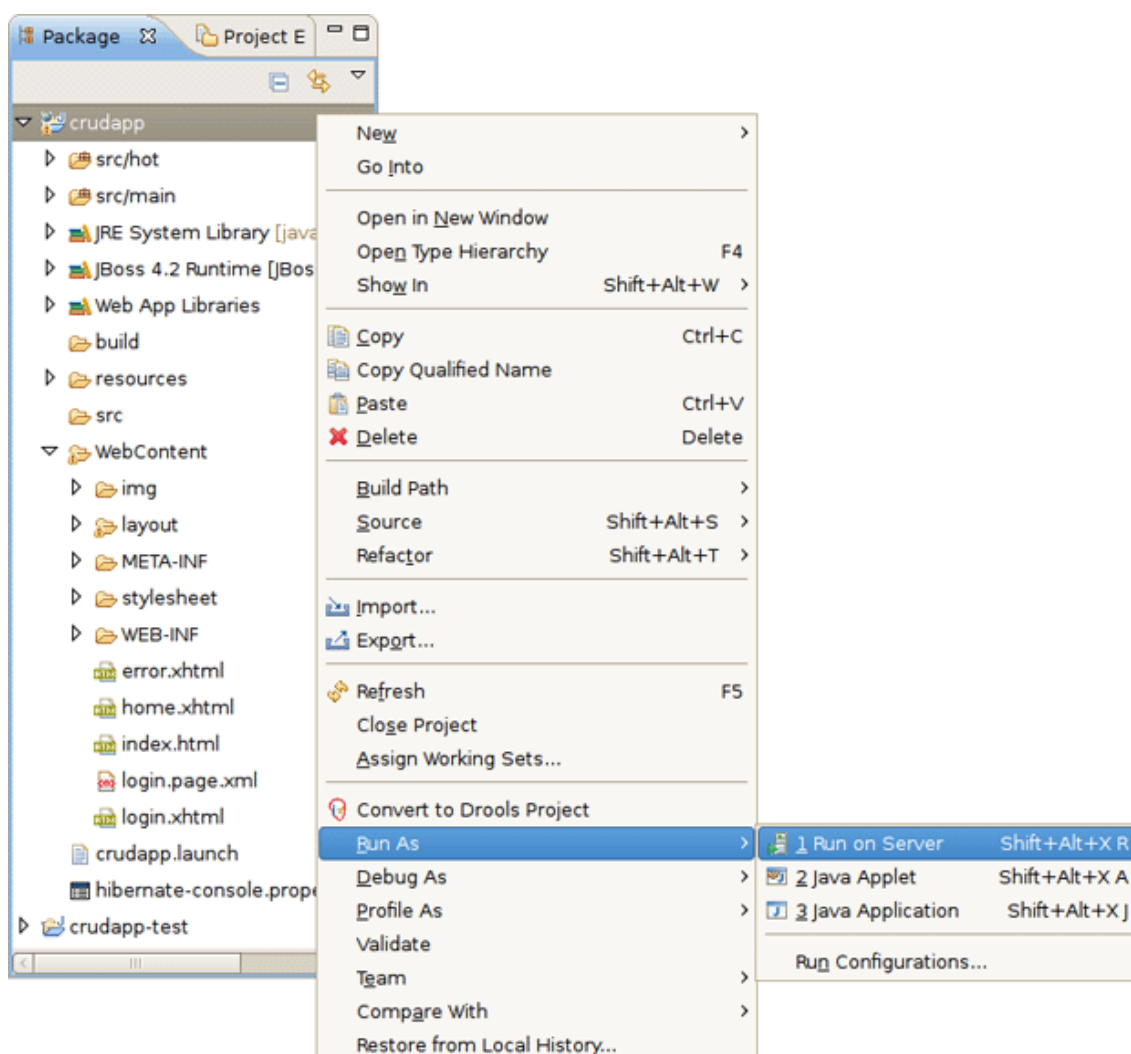 Package Project E
crudapp
src/hot
src/main
JRE System Library [java
JBoss 4.2 Runtime [JBos
Web App Libraries
build
resources
src
WebContent
img
layout
META-INF
stylesheet
WEB-INF
error.xhtml
home.xhtml
index.html
login.page.xml
login.xhtml
crudapp.launch
hibernate-console.prope
crudapp-test
New
Go Into
Open in New Window
Open Type Hierarchy F4
Show In Shift+Alt+W
Copy Ctrl+C
Copy Qualified Name
Paste Ctrl+V
Delete Delete
Build Path
Source Shift+Alt+S
Refactor Shift+Alt+T
Import...
Export...
Refresh F5
Close Project
Assign Working Sets...
Convert to Drools Project
Run As
Debug As
Profile As
Validate
Team
Compare With
Restore from Local History...
1 Run on Server Shift+Alt+X R
2 Java Applet Shift+Alt+X A
3 Java Application Shift+Alt+X J
Run Configurations...